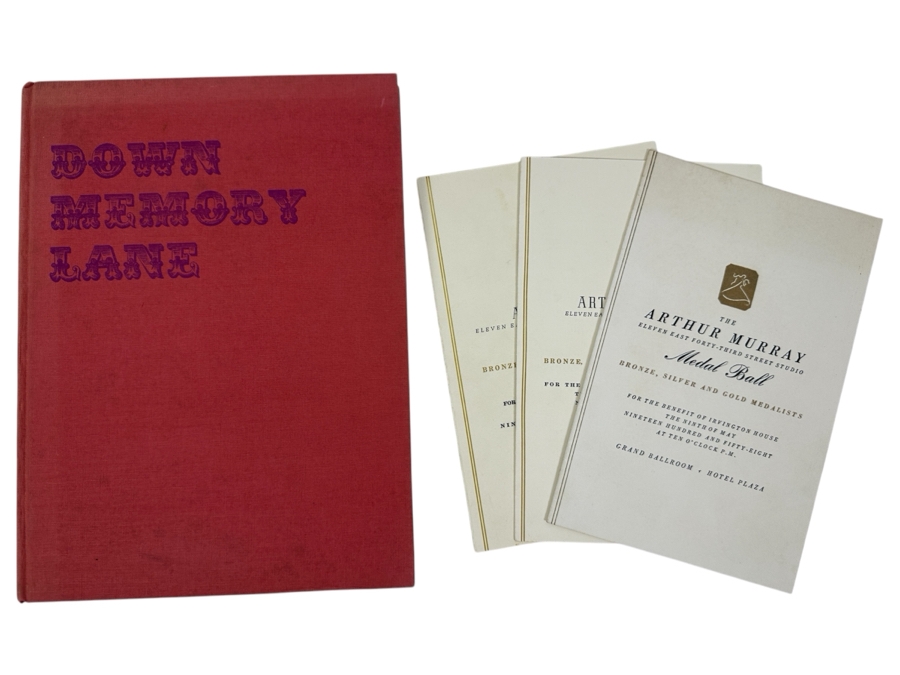 DOWN
MEMORY
LANE
ELEVEN EA
BRONZE
FOR
NIN
ART
ELEVEN EA
BRONZE,
FOR THE
THE
ARTHUR MURRAY
ELEVEN EAST FORTY-THIRD STREET STUDIO
Medal Ball
BRONZE, SILVER AND GOLD MEDALISTS
FOR THE BENEFIT OF IRVINGTON HOUSE
THE NINTH OF MAY
NINETEEN HUNDRED AND FIFTY-EIGHT
AT TEN O'CLOCK P.M.
GRAND BALLROOM • HOTEL PLAZA